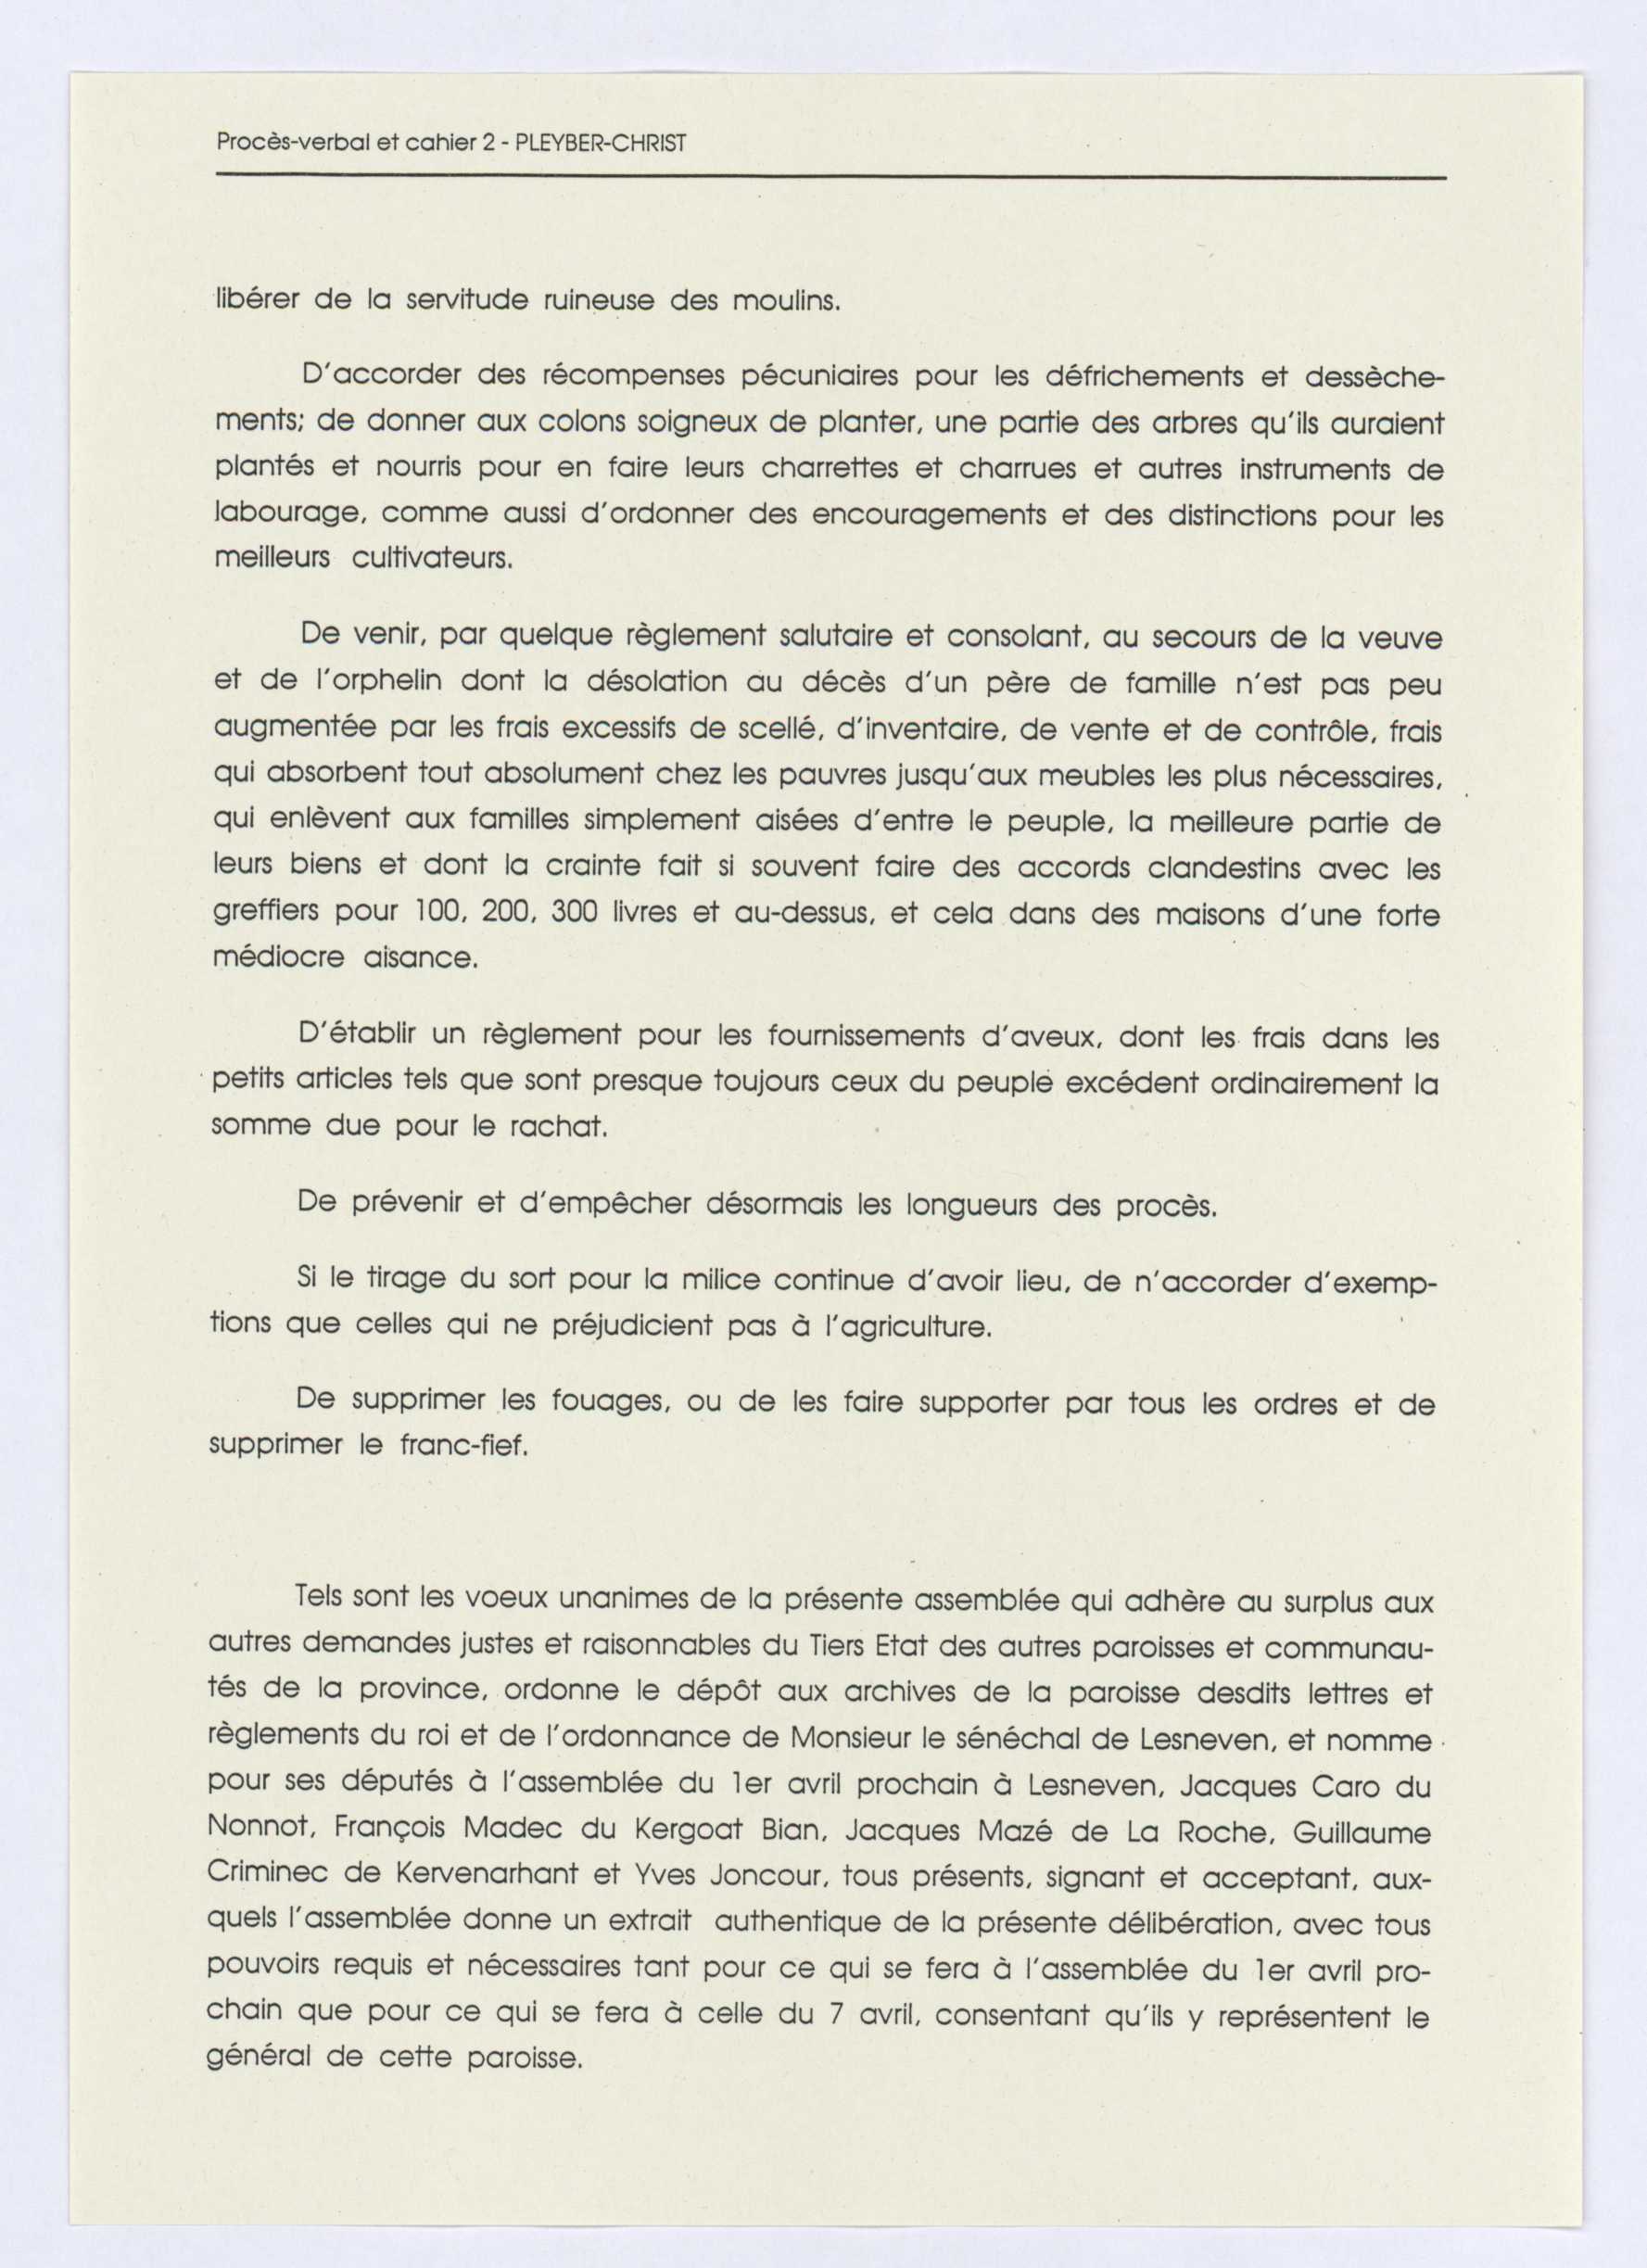 Procès-verbal et cahier 2 - PLEYBER-CHRIST
libérer de la servitude ruineuse des moulins.
D'accorder des récompenses pécuniaires pour les défrichements et dessèche-
ments; de donner aux colons soigneux de planter, une partie des arbres qu'ils auraient
plantés et nourris pour en faire leurs charrettes et charrues et autres instruments de
labourage, comme aussi d'ordonner des encouragements et des distinctions pour les
meilleurs cultivateurs.
De venir, par quelque règlement salutaire et consolant, au secours de la veuve
et de l'orphelin dont la désolation au décès d'un père de famille n'est pas peu
augmentée par les frais excessifs de scellé, d'inventaire, de vente et de contrôle, frais
qui absorbent tout absolument chez les pauvres jusqu'aux meubles les plus nécessaires,
qui enlèvent aux familles simplement aisées d'entre le peuple, la meilleure partie de
leurs biens et dont la crainte fait si souvent faire des accords clandestins avec les
greffiers pour 100, 200, 300 livres et au-dessus, et cela dans des maisons d'une forte
médiocre aisance.
D'établir un règlement pour les fournissements d'aveux, dont les frais dans les
petits articles tels que sont presque toujours ceux du peuple excédent ordinairement la
somme due pour le rachat.
De prévenir et d'empêcher désormais les longueurs des procès.
Si le tirage du sort pour la milice continue d'avoir lieu, de n'accorder d'exemp-
tions que celles qui ne préjudicient pas à l'agriculture.
De supprimer les fouages, ou de les faire supporter par tous les ordres et de
supprimer le franc-fief.
Tels sont les voeux unanimes de la présente assemblée qui adhère au surplus aux
autres demandes justes et raisonnables du Tiers Etat des autres paroisses et communau-
tés de la province, ordonne le dépôt aux archives de la paroisse desdits lettres et
règlements du roi et de l'ordonnance de Monsieur le sénéchal de Lesneven, et nomme
pour ses députés à l'assemblée du 1er avril prochain à Lesneven, Jacques Caro du
Nonnot, François Madec du Kergoat Bian, Jacques Mazé de La Roche, Guillaume
Criminec de Kervenarhant et Yves Joncour, tous présents, signant et acceptant, aux-
quels l'assemblée donne un extrait authentique de la présente délibération, avec tous
pouvoirs requis et nécessaires tant pour ce qui se fera à l'assemblée du 1er avril pro-
chain que pour ce qui se fera à celle du 7 avril, consentant qu'ils y représentent le
général de cette paroisse.